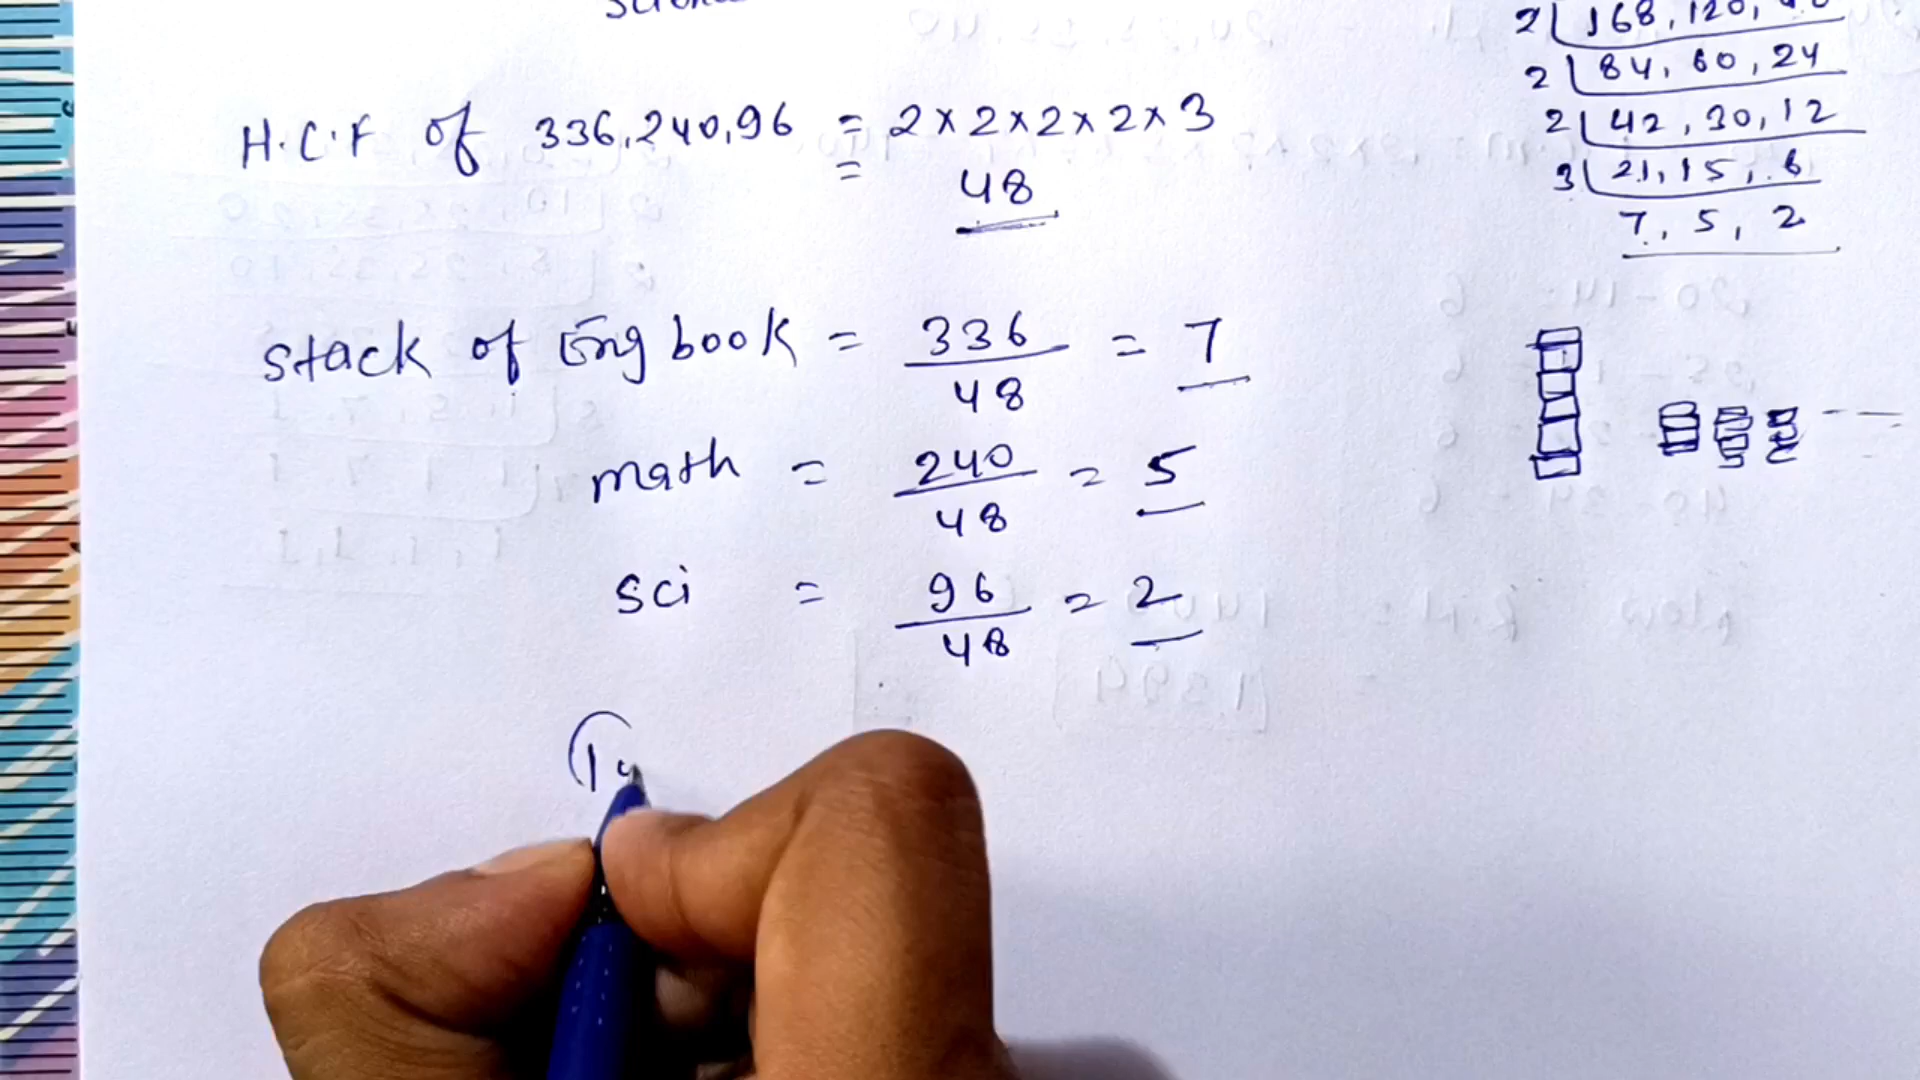 H.C.F of 336,240,96 = 2×2×2×2×3
= 48
2 168, 120,
2 84, 60, 24
2 42, 30, 12
3 21, 15, 6
7, 5, 2
stack of Eng book = 336/48 = 7
math = 240/48 = 5
sci = 96/48 = 2
(14